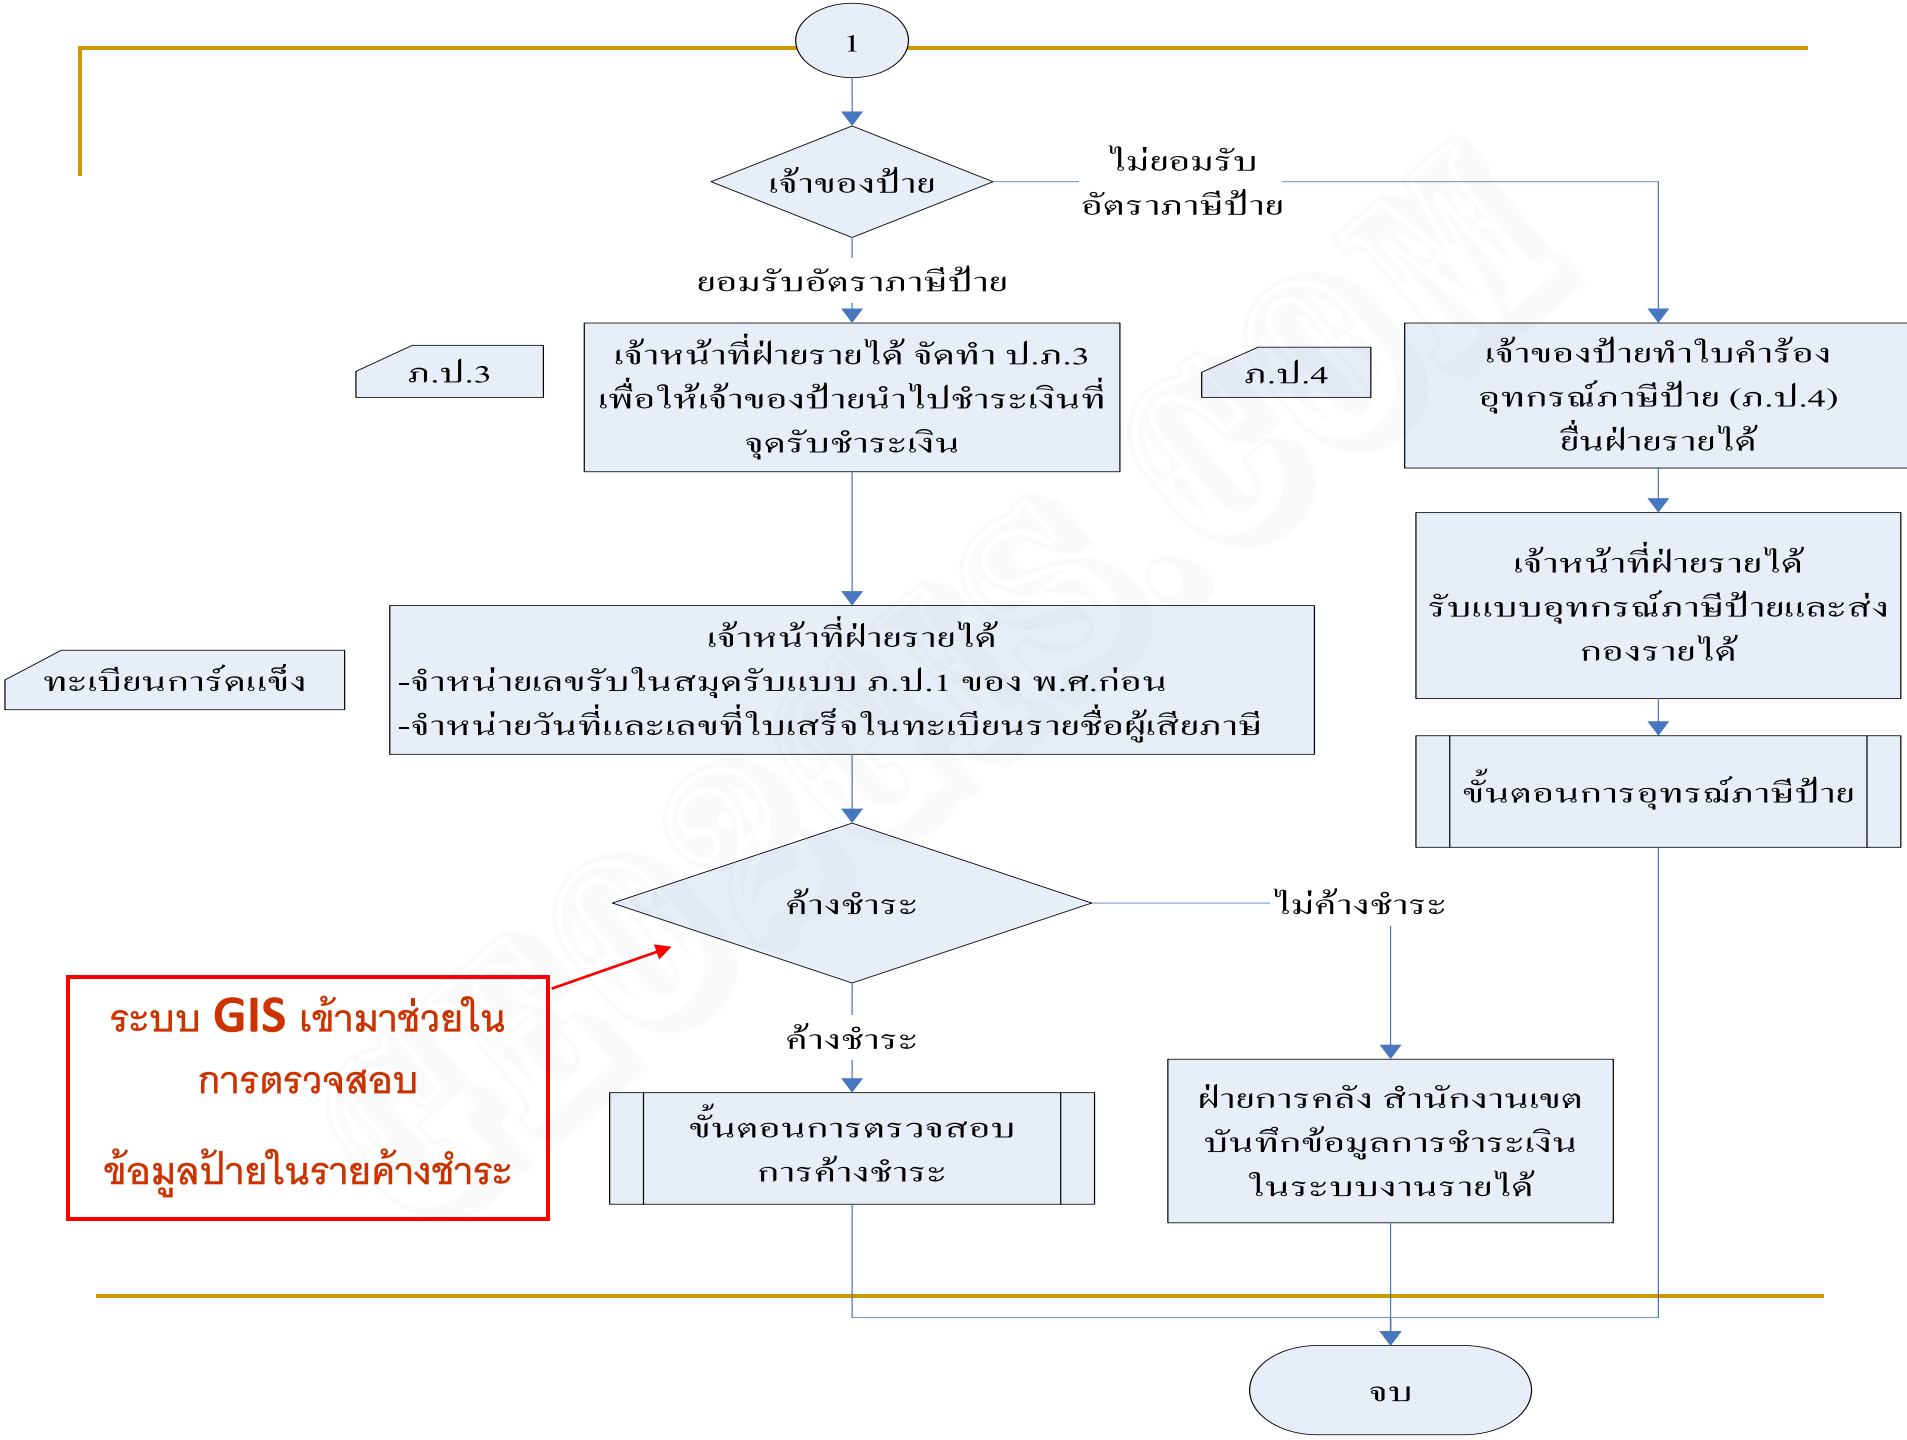 1
เจ้าของป้าย
ไม่ยอมรับ
อัตราภาษีป้าย
ยอมรับอัตราภาษีป้าย
ภ.ป.3
เจ้าหน้าที่ฝ่ายรายได้ จัดทำ ป.ภ.3
เพื่อให้เจ้าของป้ายนำไปชำระเงินที่
จุดรับชำระเงิน
ภ.ป.4
เจ้าของป้ายทำใบคำร้อง
อุทกรณ์ภาษีป้าย (ภ.ป.4)
ยื่นฝ่ายรายได้
เจ้าหน้าที่ฝ่ายรายได้
รับแบบอุทกรณ์ภาษีป้ายและส่ง
กองรายได้
ทะเบียนการ์ดแข็ง
เจ้าหน้าที่ฝ่ายรายได้
-จำหน่ายเลขรับในสมุดรับแบบ ภ.ป.1 ของ พ.ศ.ก่อน
-จำหน่ายวันที่และเลขที่ใบเสร็จในทะเบียนรายชื่อผู้เสียภาษี
ขั้นตอนการอุทรณ์ภาษีป้าย
ค้างชำระ
ไม่ค้างชำระ
ระบบ GIS เข้ามาช่วยใน
การตรวจสอบ
ข้อมูลป้ายในรายค้างชำระ
ค้างชำระ
ขั้นตอนการตรวจสอบ
การค้างชำระ
ฝ่ายการคลัง สำนักงานเขต
บันทึกข้อมูลการชำระเงิน
ในระบบงานรายได้
จบ
GEO2GIS.COM